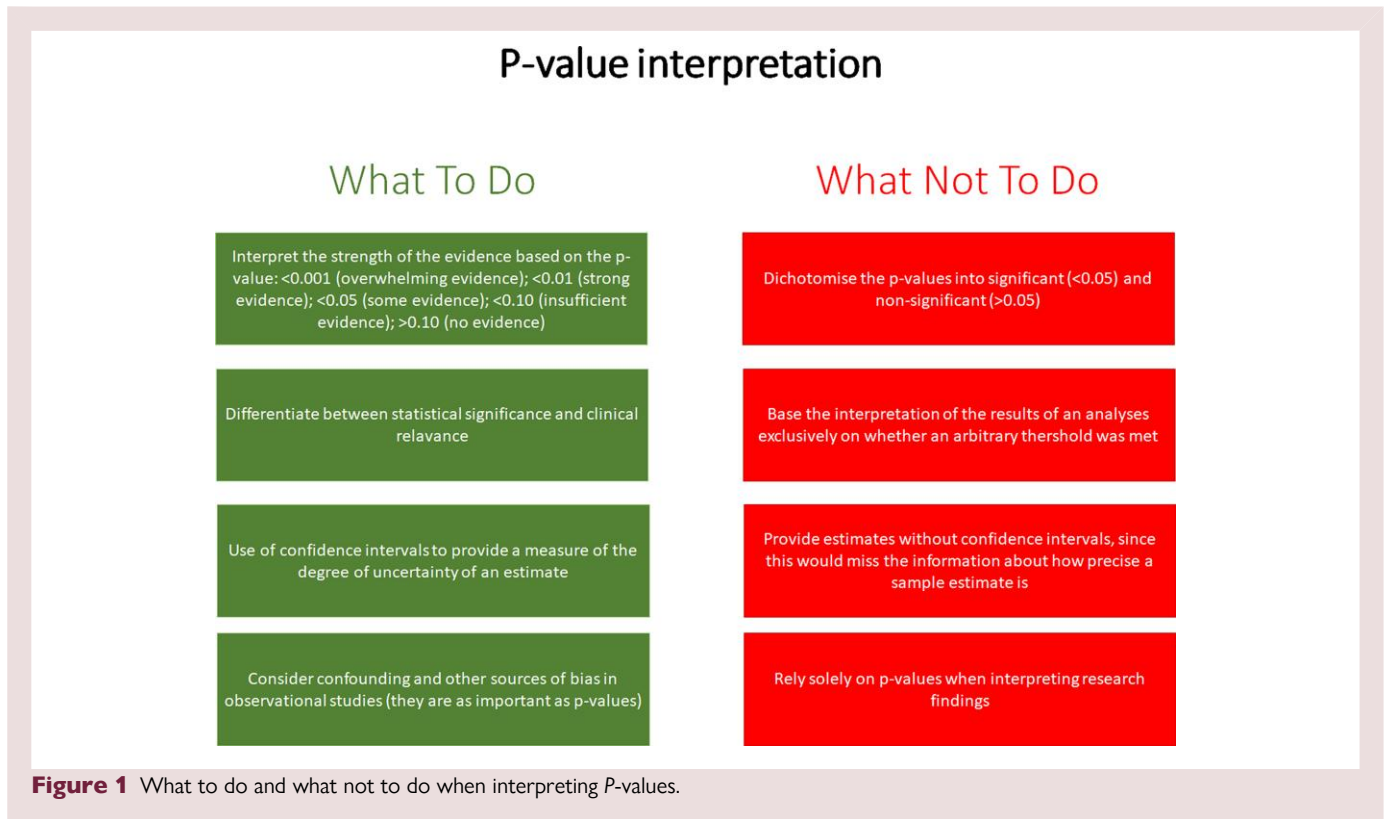 P-value interpretation
What To Do
Interpret the strength of the evidence based on the p-
value: <0.001 (overwhelming evidence); <0.01 (strong
evidence); <0.05 (some evidence); <0.10 (insufficient
evidence); >0.10 (no evidence)
Differentiate between statistical significance and clinical
relavance
Use of confidence intervals to provide a measure of the
degree of uncertainty of an estimate
Consider confounding and other sources of bias in
observational studies (they are as important as p-values)
What Not To Do
Dichotomise the p-values into significant (<0.05) and
non-significant (>0.05)
Base the interpretation of the results of an analyses
exclusively on whether an arbitrary thershold was met
Provide estimates without confidence intervals, since
this would miss the information about how precise a
sample estimate is
Rely solely on p-values when interpreting research
findings
Figure 1 What to do and what not to do when interpreting P-values.